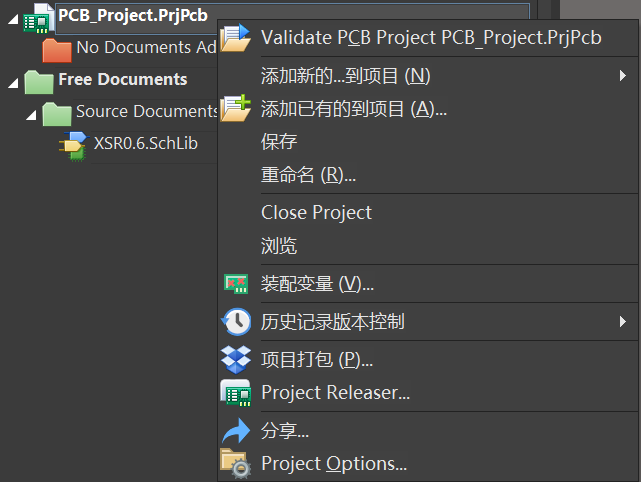 PCB_Project.PrjPcb
No Documents Ad
Free Documents
Source Documents
XSR0.6.SchLib
Validate PCB Project PCB_Project.PrjPcb
添加新的...到项目 (N)
添加已有的到项目 (A)...
保存
重命名 (R)...
Close Project
浏览
装配变量 (V)...
历史记录版本控制
项目打包 (P)...
Project Releaser...
分享...
Project Options...